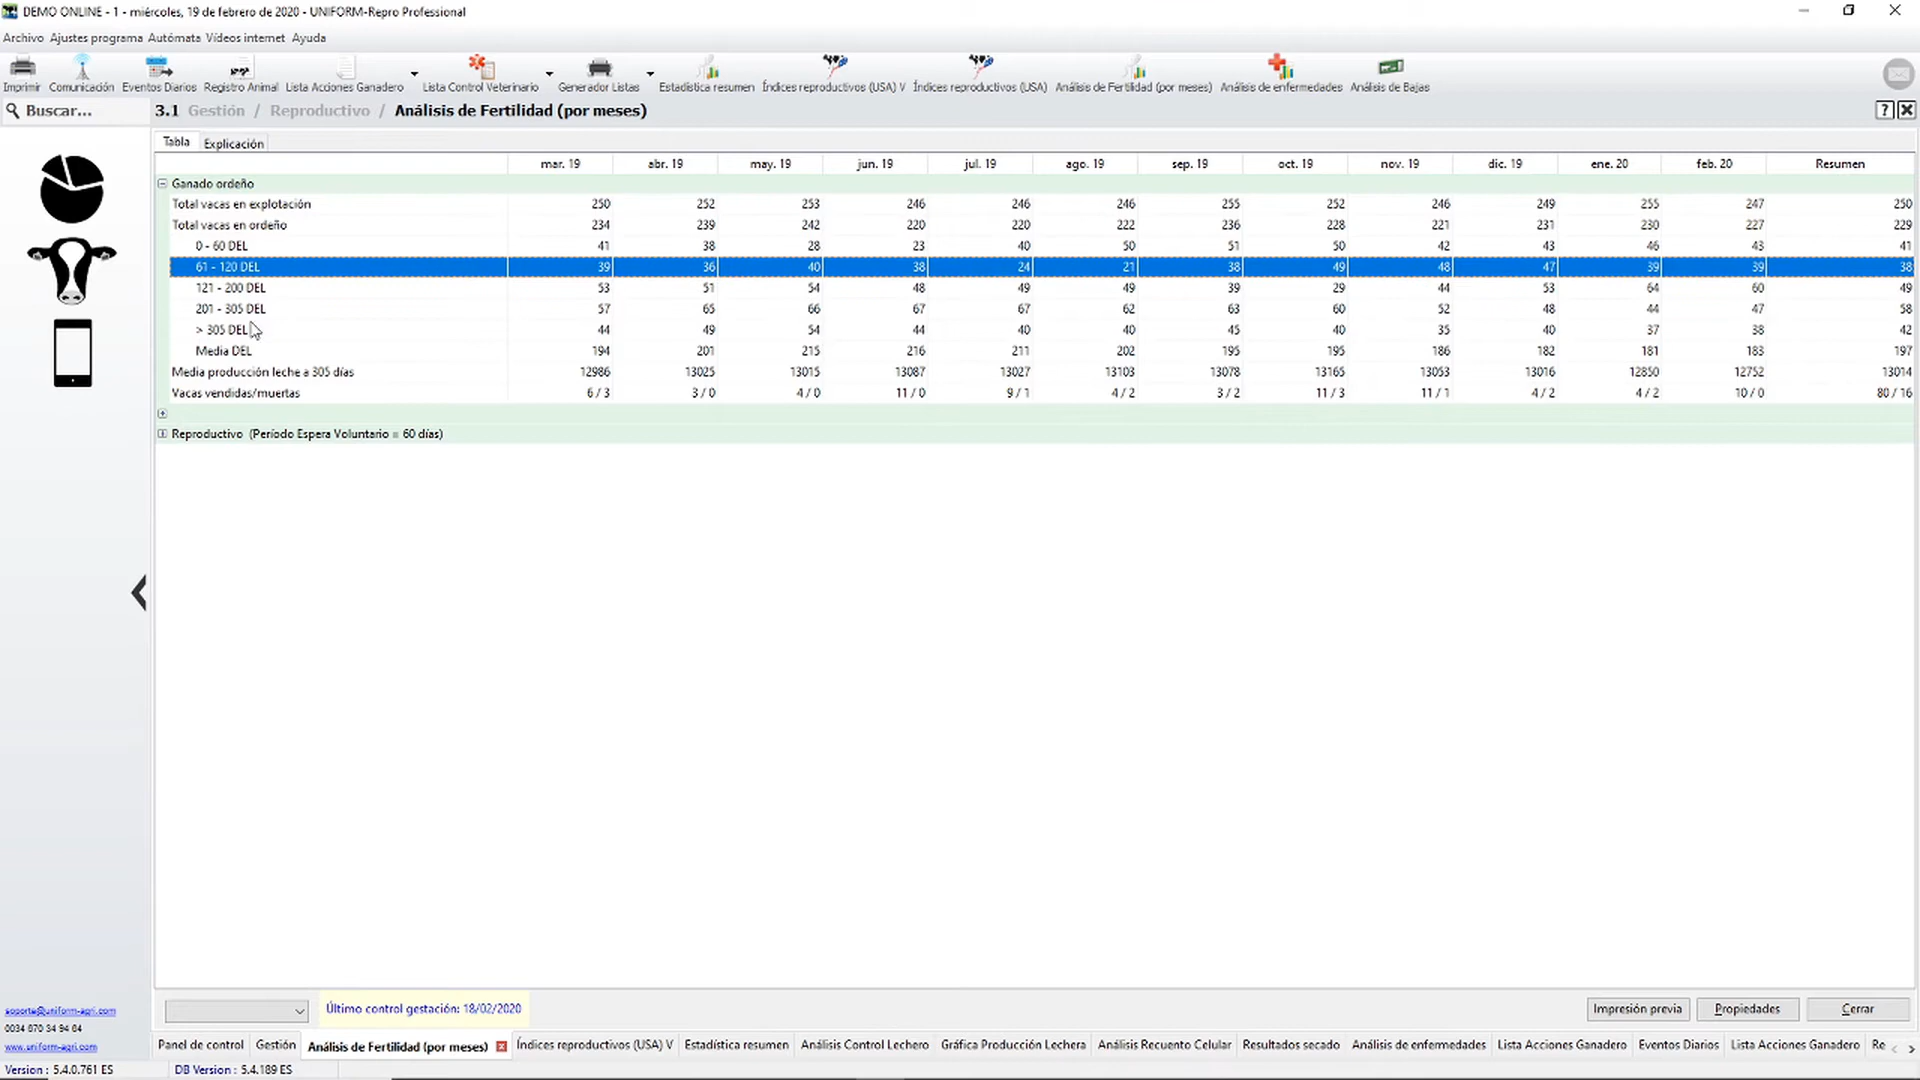 DEMO ONLINE - 1 - miércoles, 19 de febrero de 2020 - UNIFORM-Repro Professional
Archivo Ajustes programa Autómata Vídeos internet Ayuda
Imprimir Comunicación Eventos Diarios Registro Animal Lista Acciones Ganadero Lista Control Veterinario Generador Listas Estadística resumen Índices reproductivos (USA) V Índices reproductivos (USA) Análisis de Fertilidad (por meses) Análisis de enfermedades Análisis de Bajas
Buscar... 3.1 Gestión / Reproductivo / Análisis de Fertilidad (por meses) ?
Tabla Explicación
mar. 19 abr. 19 may. 19 jun. 19 jul. 19 ago. 19 sep. 19 oct. 19 nov. 19 dic. 19 ene. 20 feb. 20 Resumen
Ganado ordeño
Total vacas en explotación 250 252 253 246 246 246 255 252 246 249 255 247 250
Total vacas en ordeño 234 239 242 220 220 222 236 228 221 231 230 227 229
0 - 60 DEL 41 38 28 23 40 50 51 50 42 43 46 43 41
61 - 120 DEL 39 36 40 38 24 21 38 49 48 47 39 39 38
121 - 200 DEL 53 51 54 48 49 49 39 29 44 53 64 60 49
201 - 305 DEL 57 65 66 67 67 62 63 60 52 48 44 47 58
> 305 DEL 44 49 54 44 40 40 45 40 35 40 37 38 42
Media DEL 194 201 215 216 211 202 195 195 186 182 181 183 197
Media producción leche a 305 días 12986 13025 13015 13087 13027 13103 13078 13165 13053 13016 12850 12752 13014
Vacas vendidas/muertas 6 / 3 3 / 0 4 / 0 11 / 0 9 / 1 4 / 2 3 / 2 11 / 3 11 / 1 4 / 2 4 / 2 10 / 0 80 / 16
Reproductivo (Período Espera Voluntario = 60 días)
Último control gestación: 18/02/2020 Impresión previa Propiedades Cerrar
soporte@uniform-agri.com
0034 670 34 94 64
www.uniform-agri.com
Panel de control Gestión Análisis de Fertilidad (por meses) Índices reproductivos (USA) V Estadística resumen Análisis Control Lechero Gráfica Producción Lechera Análisis Recuento Celular Resultados secado Análisis de enfermedades Lista Acciones Ganadero Eventos Diarios Lista Acciones Ganadero Re
Version : 5.4.0.761 ES DB Version : 5.4.189 ES